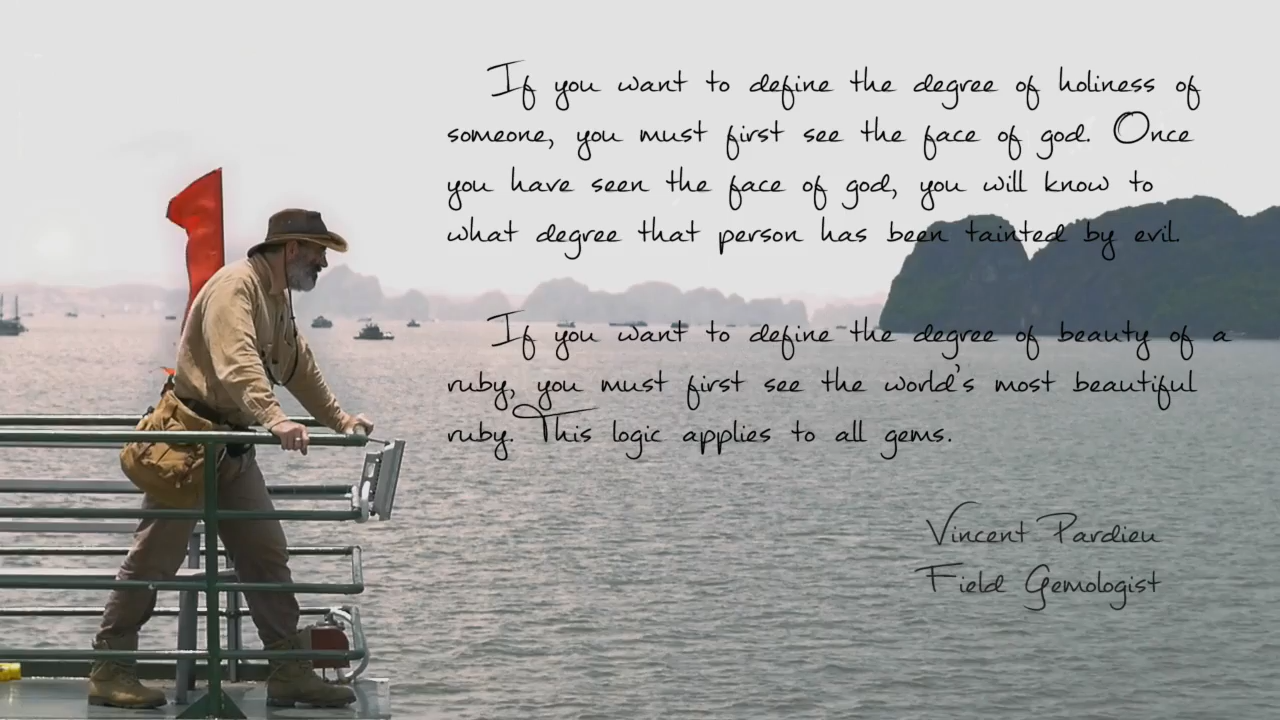 If you want to define the degree of holiness of
someone, you must first see the face of god. Once
you have seen the face of god, you will know to
what degree that person has been tainted by evil.
If you want to define the degree of beauty of a
ruby, you must first see the world's most beautiful
ruby. This logic applies to all gems.
Vincent Pardieu
Field Gemologist